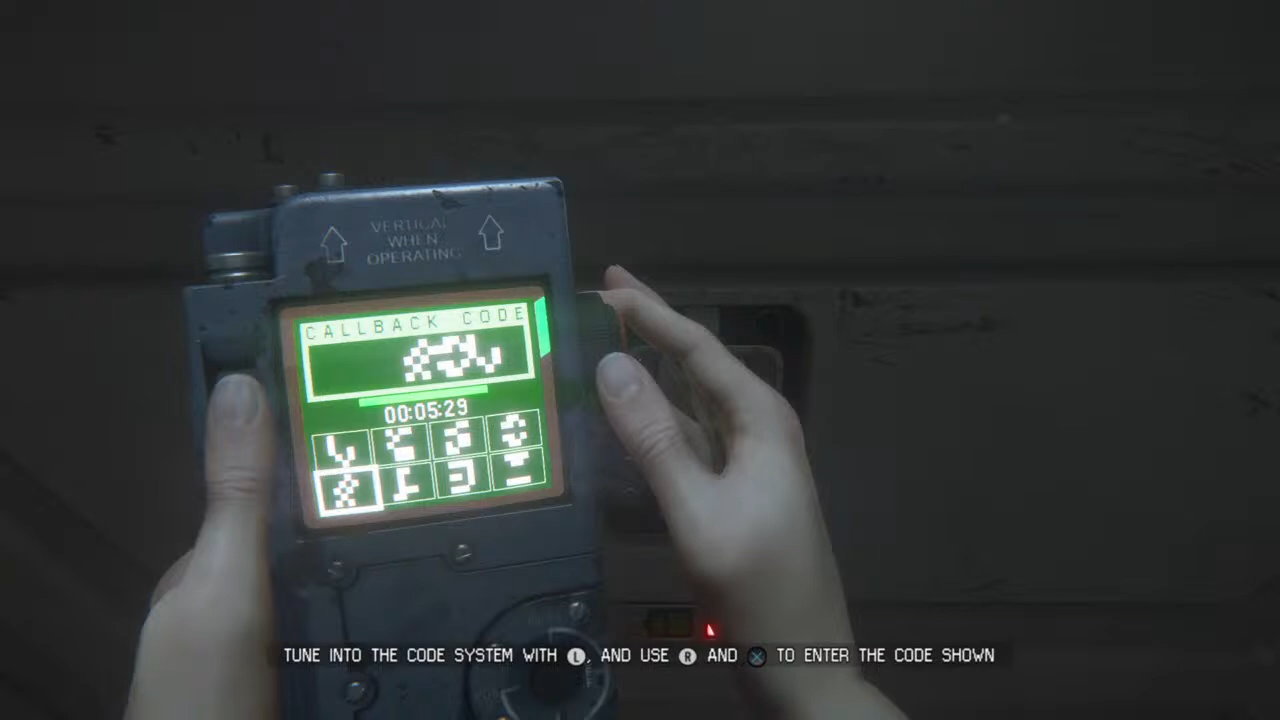 VERTICAL
WHEN
OPERATING
CALLBACK CODE
00:05:29
TUNE INTO THE CODE SYSTEM WITH L, AND USE R AND X TO ENTER THE CODE SHOWN